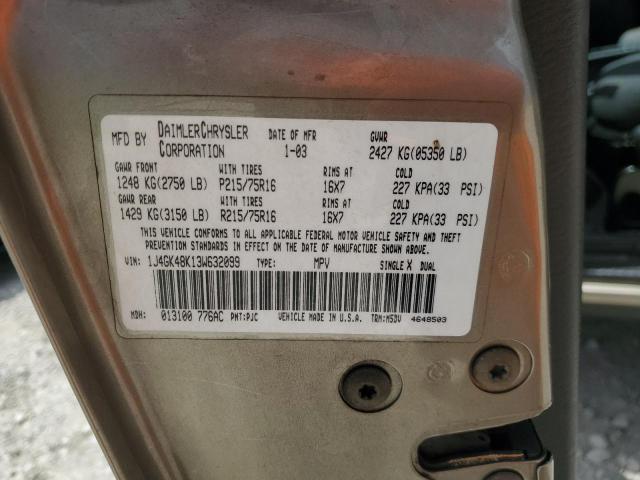 MFD BY DAIMLERCHRYSLER CORPORATION DATE OF MFR 1-03 GVWR 2427 KG(05350 LB)
GAWR FRONT WITH TIRES RIMS AT COLD
1248 KG(2750 LB) P215/75R16 16X7 227 KPA(33 PSI)
GAWR REAR WITH TIRES RIMS AT COLD
1429 KG(3150 LB) R215/75R16 16X7 227 KPA(33 PSI)
THIS VEHICLE CONFORMS TO ALL APPLICABLE FEDERAL MOTOR VEHICLE SAFETY AND THEFT
PREVENTION STANDARDS IN EFFECT ON THE DATE OF MANUFACTURE SHOWN ABOVE.
VIN: 1J4GK48K13W632099 TYPE: MPV SINGLE X DUAL
MDH: 013100 776AC PNT:PJC VEHICLE MADE IN U.S.A. TRM:M5DV 4648503